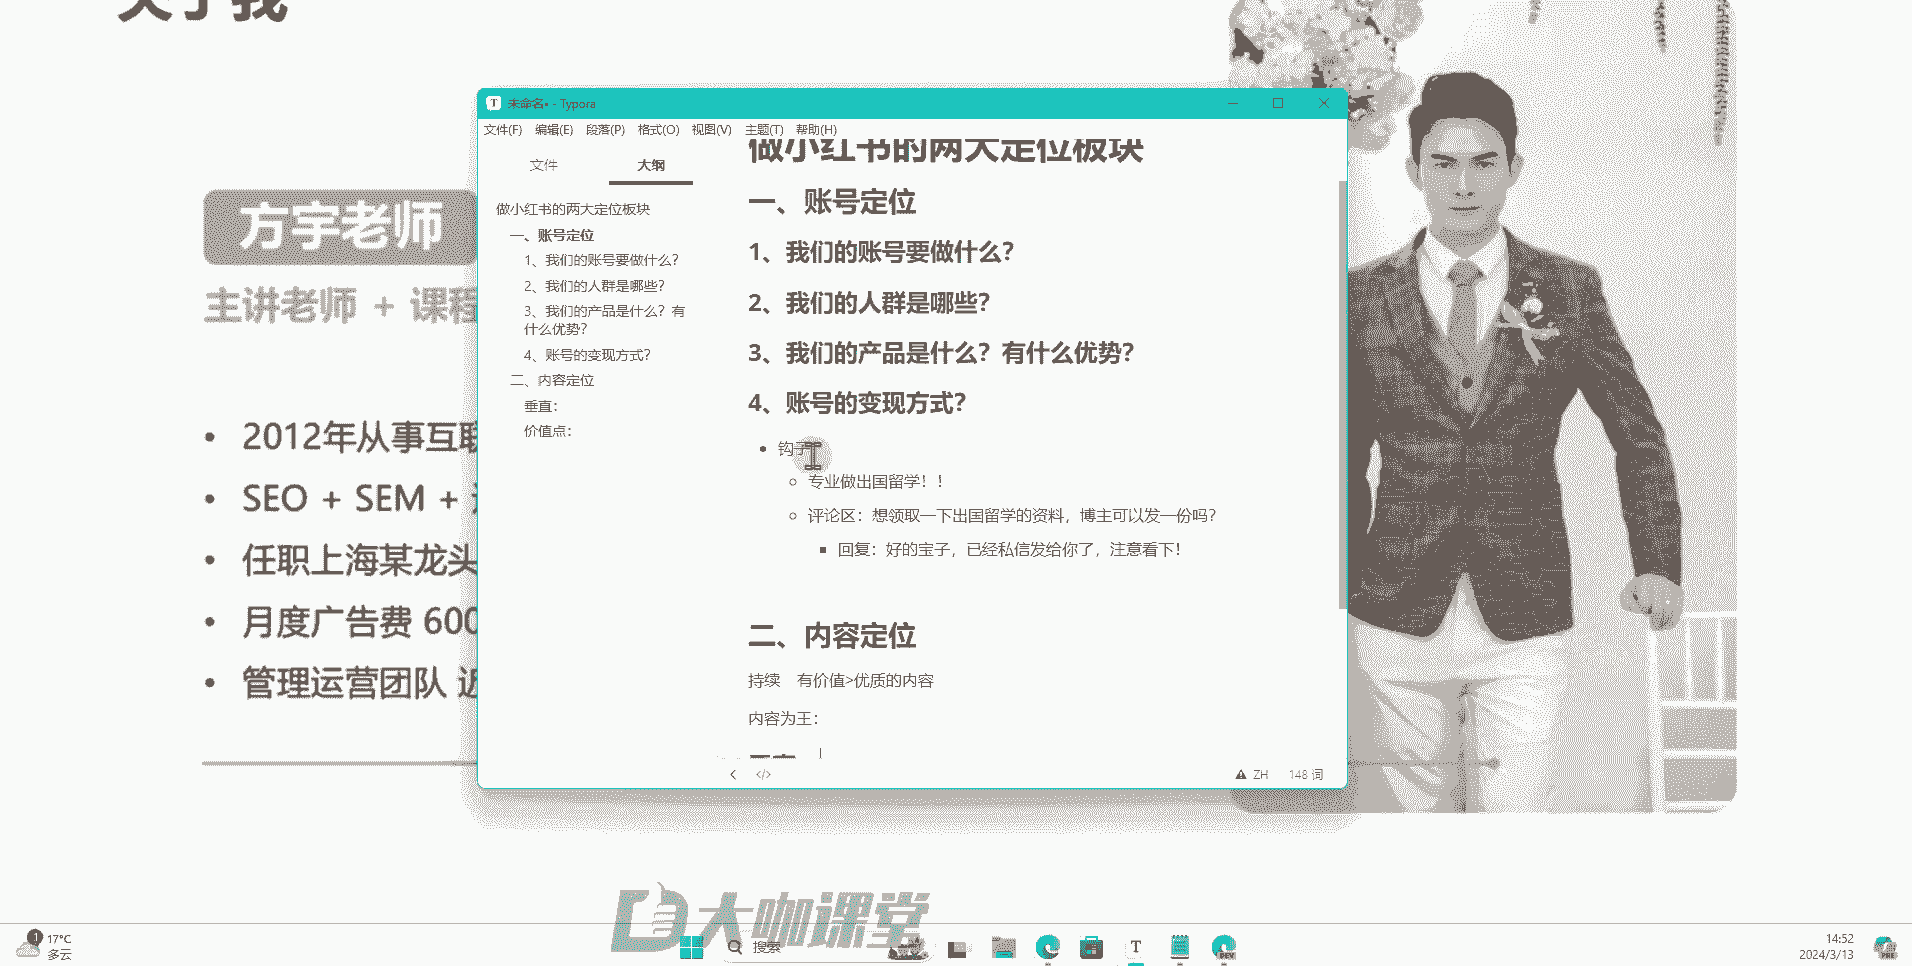 关于我
方宇老师
主讲老师 + 课程
• 2012年从事互联
• SEO + SEM +
• 任职上海某龙头
• 月度广告费 600
• 管理运营团队 近
未命名• - Typora
文件(F) 编辑(E) 段落(P) 格式(O) 视图(V) 主题(T) 帮助(H)
文件 大纲
做小红书的两大定位板块
一、账号定位
1、我们的账号要做什么？
2、我们的人群是哪些？
3、我们的产品是什么？有
什么优势？
4、账号的变现方式？
二、内容定位
垂直：
价值点：
做小红书的两大定位板块
一、账号定位
1、我们的账号要做什么？
2、我们的人群是哪些？
3、我们的产品是什么？有什么优势？
4、账号的变现方式？
• 钩子
专业做出国留学！！
评论区：想领取一下出国留学的资料，博主可以发一份吗？
回复：好的宝子，已经私信发给你了，注意看下！
二、内容定位
持续 有价值>优质的内容
内容为王：
</> ZH 148 词
大咖课堂
1 17°C
多云
搜索
T
DEV
14:52
2024/3/13
PRE